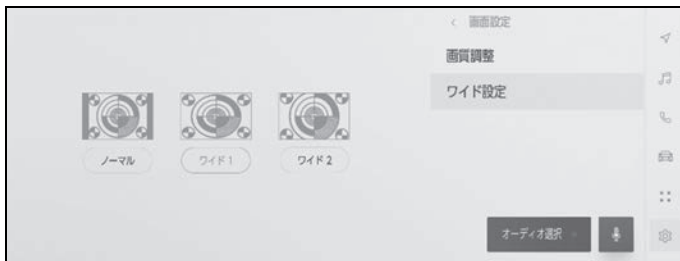 < 画面設定
画質調整
ワイド設定
ノーマル
ワイド1
ワイド2
オーディオ選択